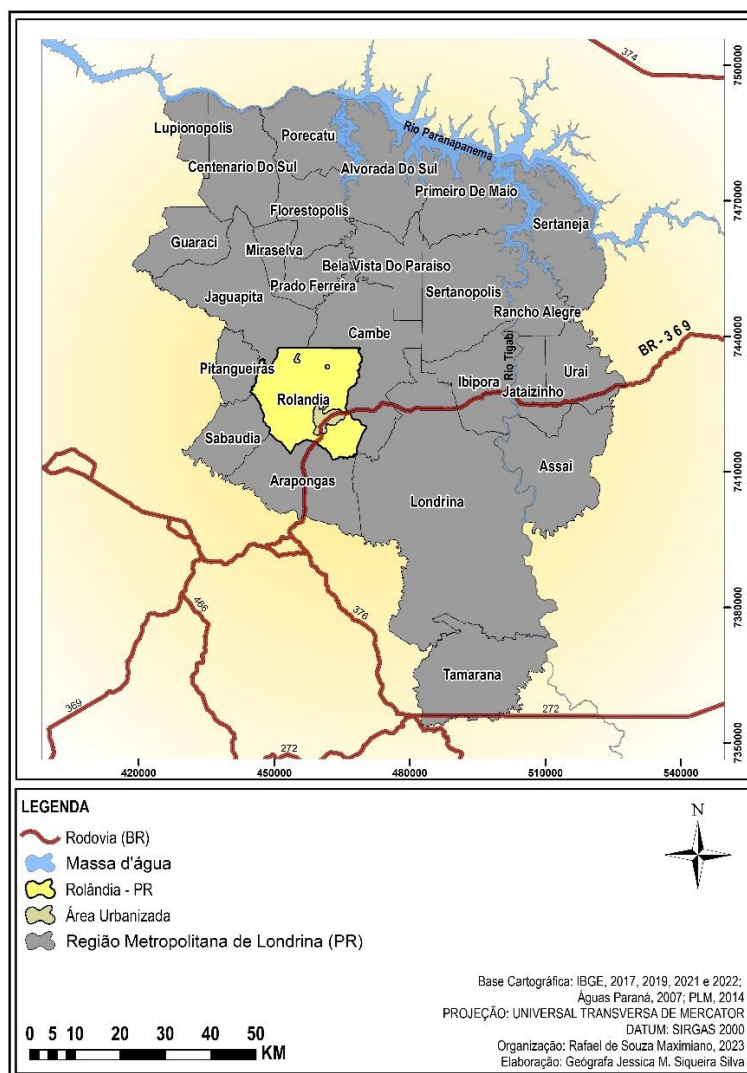 374
7500000
Lupionopolis
Porecatu
Rio Paranapanema
Centenario Do Sul
Alvorada Do Sul
Primeiro De Maio
7470000
Florestopolis
Sertaneja
Guaraci
Miraselva
Bela Vista Do Paraiso
Prado Ferreira
Sertanopolis
Jaguapita
Rancho Alegre
Cambe
BR - 3 6 9
7440000
Pitangueiras
Rio Tigabi
Urai
Ibipora
Rolandia
Jataizinho
Sabaudia
Assai
7410000
Arapongas
Londrina
466
376
7380000
Tamarana
369
272
272
7350000
420000 450000 480000 510000 540000
LEGENDA
N
Rodovia (BR)
Massa d'água
Rolândia - PR
Área Urbanizada
Região Metropolitana de Londrina (PR)
Base Cartográfica: IBGE, 2017, 2019, 2021 e 2022;
Águas Paraná, 2007; PLM, 2014
PROJEÇÃO: UNIVERSAL TRANSVERSA DE MERCATOR
DATUM: SIRGAS 2000
Organização: Rafael de Souza Maximiano, 2023
Elaboração: Geógrafa Jessica M. Siqueira Silva
0 5 10 20 30 40 50
KM